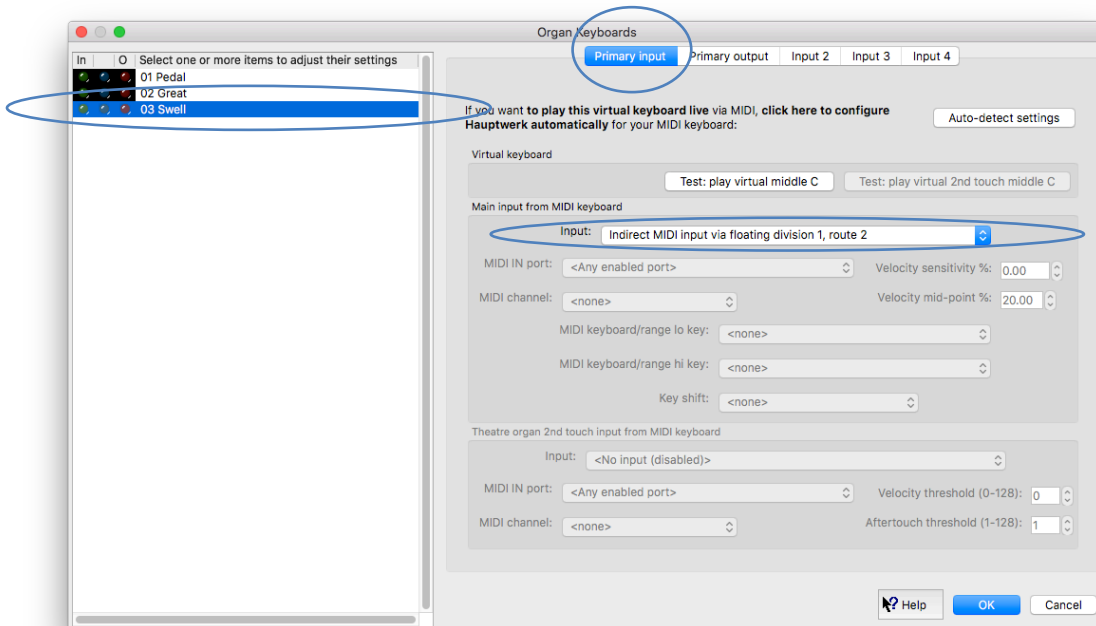 Organ Keyboards
In O Select one or more items to adjust their settings
01 Pedal
02 Great
03 Swell
Primary input Primary output Input 2 Input 3 Input 4
If you want to play this virtual keyboard live via MIDI, click here to configure
Hauptwerk automatically for your MIDI keyboard:
Auto-detect settings
Virtual keyboard
Test: play virtual middle C Test: play virtual 2nd touch middle C
Main input from MIDI keyboard
Input: Indirect MIDI input via floating division 1, route 2
MIDI IN port: <Any enabled port> Velocity sensitivity %: 0.00
MIDI channel: <none> Velocity mid-point %: 20.00
MIDI keyboard/range lo key: <none>
MIDI keyboard/range hi key: <none>
Key shift: <none>
Theatre organ 2nd touch input from MIDI keyboard
Input: <No input (disabled)>
MIDI IN port: <Any enabled port> Velocity threshold (0-128): 0
MIDI channel: <none> Aftertouch threshold (1-128): 1
? Help OK Cancel